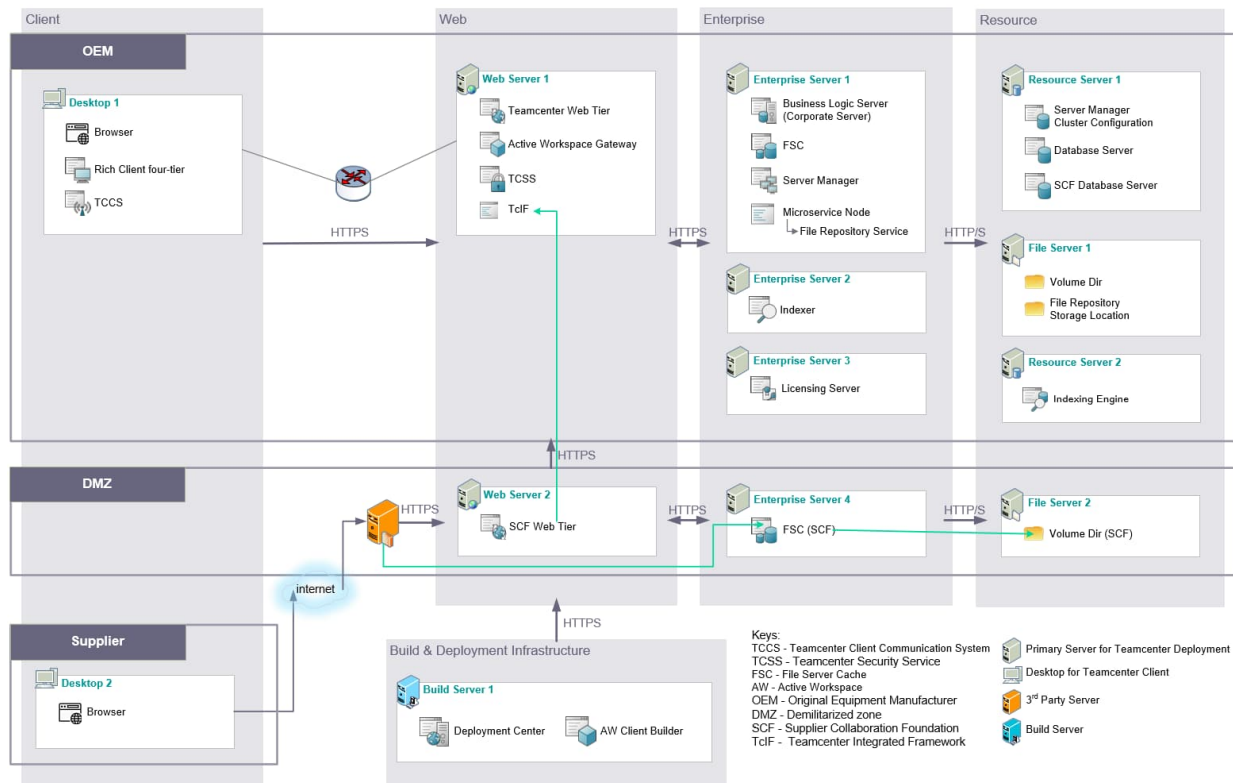 Client
Web
Enterprise
Resource
OEM
Desktop 1
Browser
Rich Client four-tier
TCCS
HTTPS
Web Server 1
Teamcenter Web Tier
Active Workspace Gateway
TCSS
TcIF
HTTPS
Enterprise Server 1
Business Logic Server
(Corporate Server)
FSC
Server Manager
Microservice Node
File Repository Service
Enterprise Server 2
Indexer
Enterprise Server 3
Licensing Server
HTTP/S
Resource Server 1
Server Manager
Cluster Configuration
Database Server
SCF Database Server
File Server 1
Volume Dir
File Repository
Storage Location
Resource Server 2
Indexing Engine
HTTPS
DMZ
HTTPS
Web Server 2
SCF Web Tier
HTTPS
Enterprise Server 4
FSC (SCF)
HTTP/S
File Server 2
Volume Dir (SCF)
internet
Supplier
Desktop 2
Browser
HTTPS
Build & Deployment Infrastructure
Build Server 1
Deployment Center
AW Client Builder
Keys:
TCCS - Teamcenter Client Communication System
TCSS - Teamcenter Security Service
FSC - File Server Cache
AW - Active Workspace
OEM - Original Equipment Manufacturer
DMZ - Demilitarized zone
SCF - Supplier Collaboration Foundation
TcIF - Teamcenter Integrated Framework
Primary Server for Teamcenter Deployment
Desktop for Teamcenter Client
3rd Party Server
Build Server